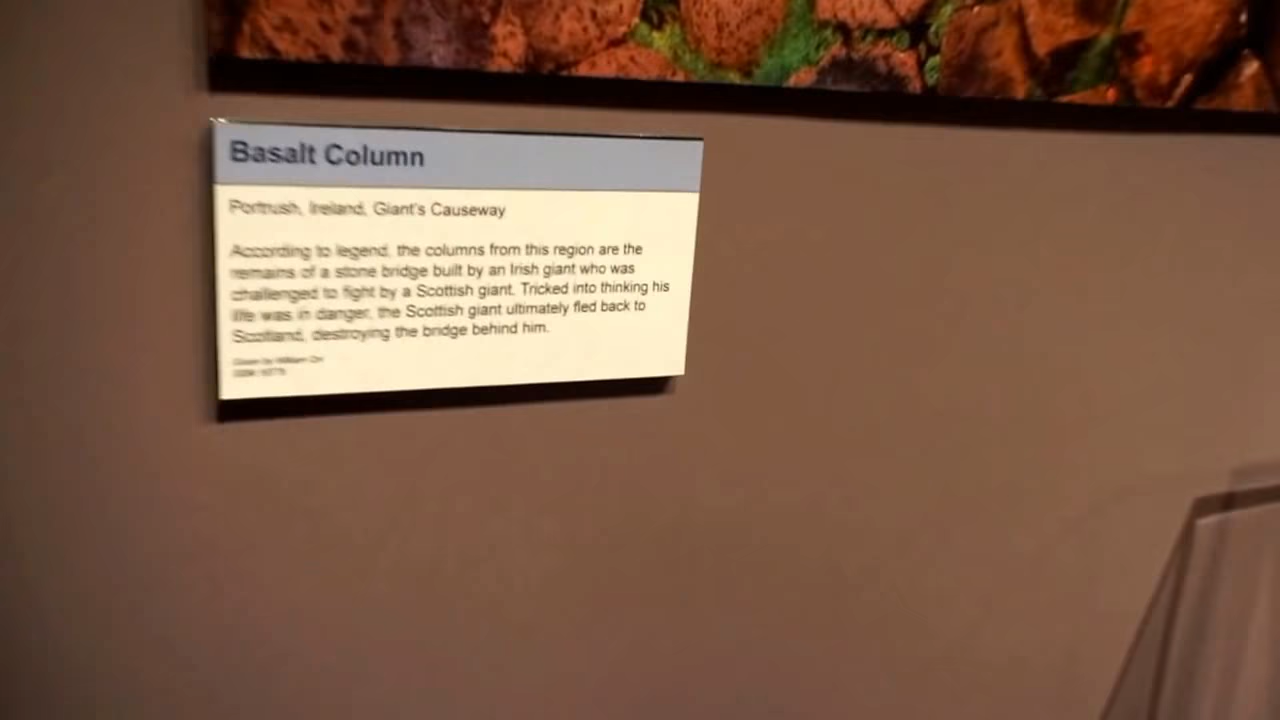 Basalt Column
Portrush, Ireland, Giant's Causeway
According to legend, the columns from this region are the
remains of a stone bridge built by an Irish giant who was
challenged to fight by a Scottish giant. Tricked into thinking his
life was in danger, the Scottish giant ultimately fled back to
Scotland, destroying the bridge behind him.